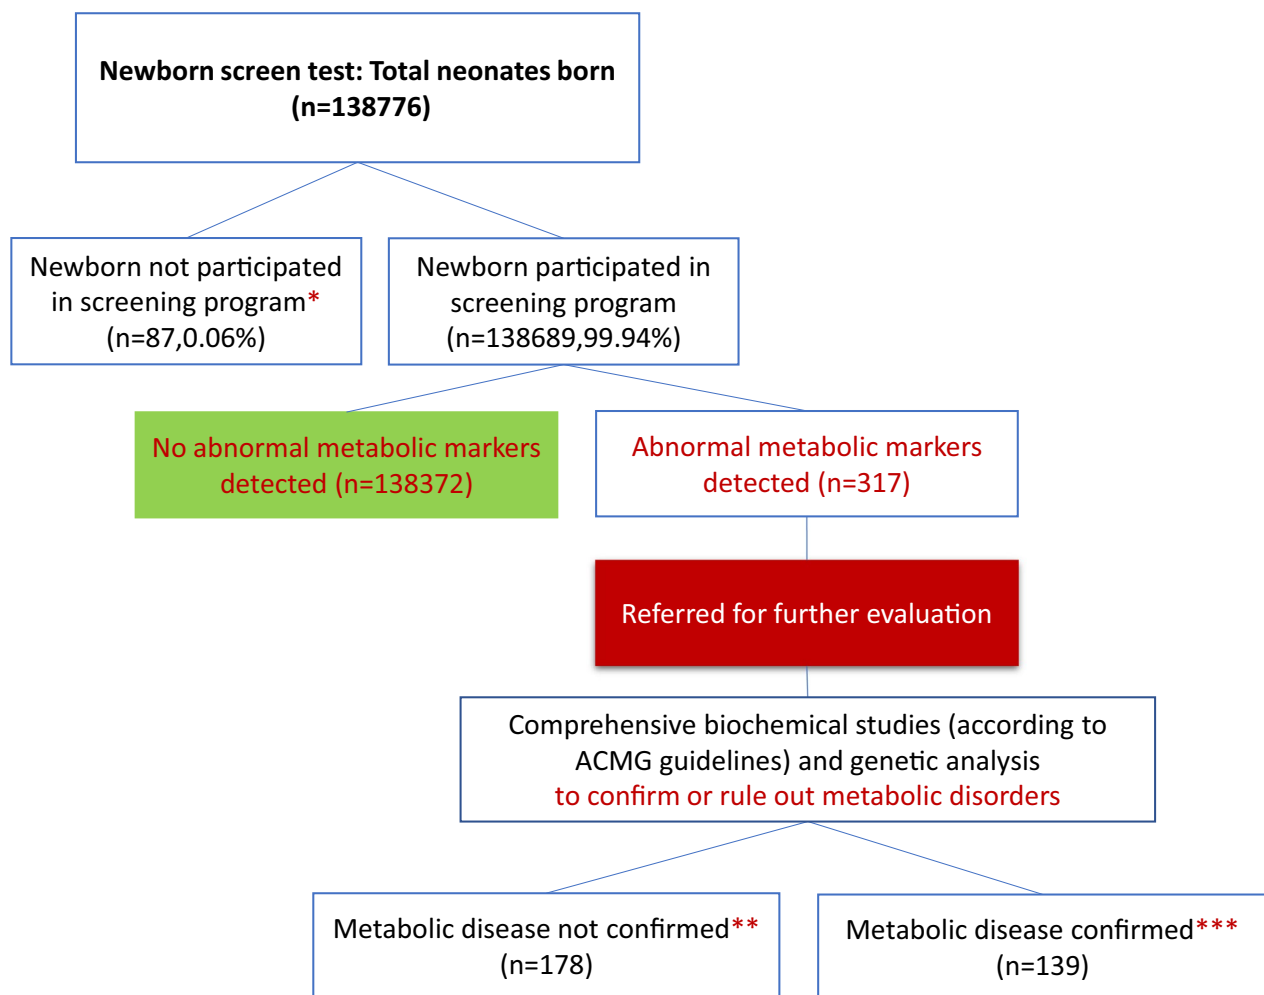 Newborn screen test: Total neonates born
(n=138776)
Newborn not participated
in screening program*
(n=87,0.06%)
Newborn participated in
screening program
(n=138689,99.94%)
No abnormal metabolic markers
detected (n=138372)
Abnormal metabolic markers
detected (n=317)
Referred for further evaluation
Comprehensive biochemical studies (according to
ACMG guidelines) and genetic analysis
to confirm or rule out metabolic disorders
Metabolic disease not confirmed**
(n=178)
Metabolic disease confirmed***
(n=139)